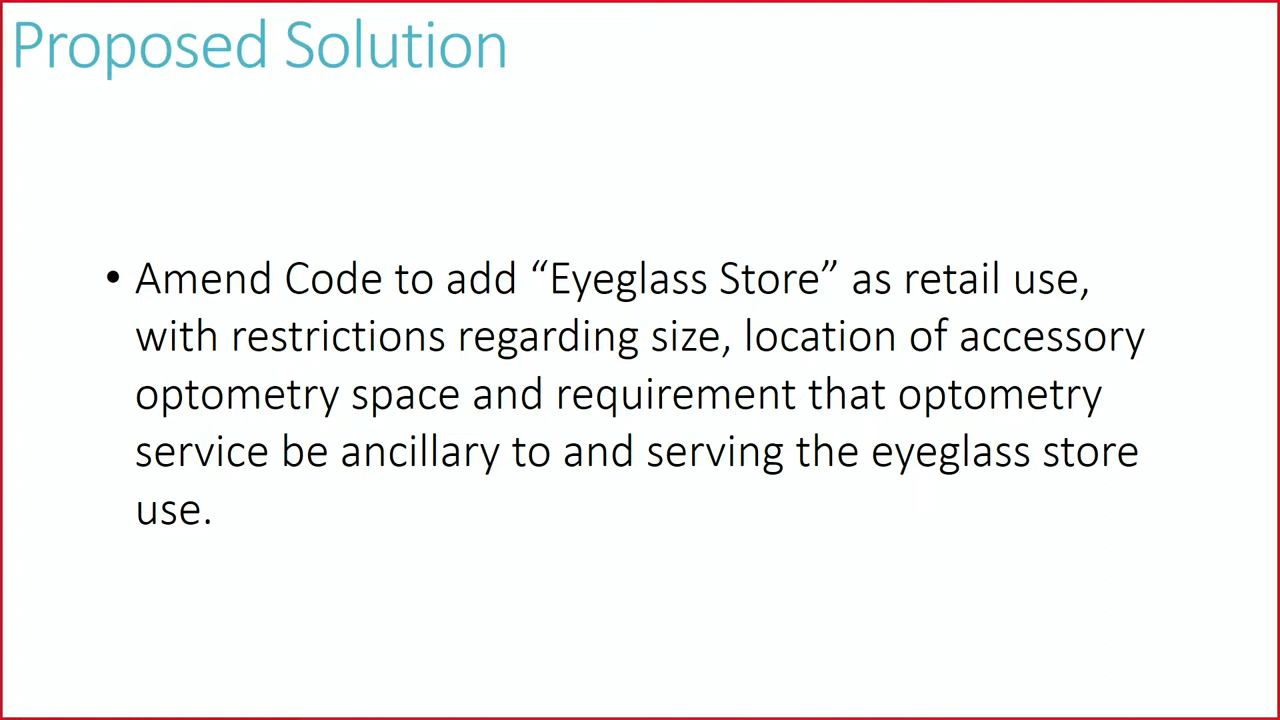 Proposed Solution
• Amend Code to add “Eyeglass Store” as retail use,
with restrictions regarding size, location of accessory
optometry space and requirement that optometry
service be ancillary to and serving the eyeglass store
use.